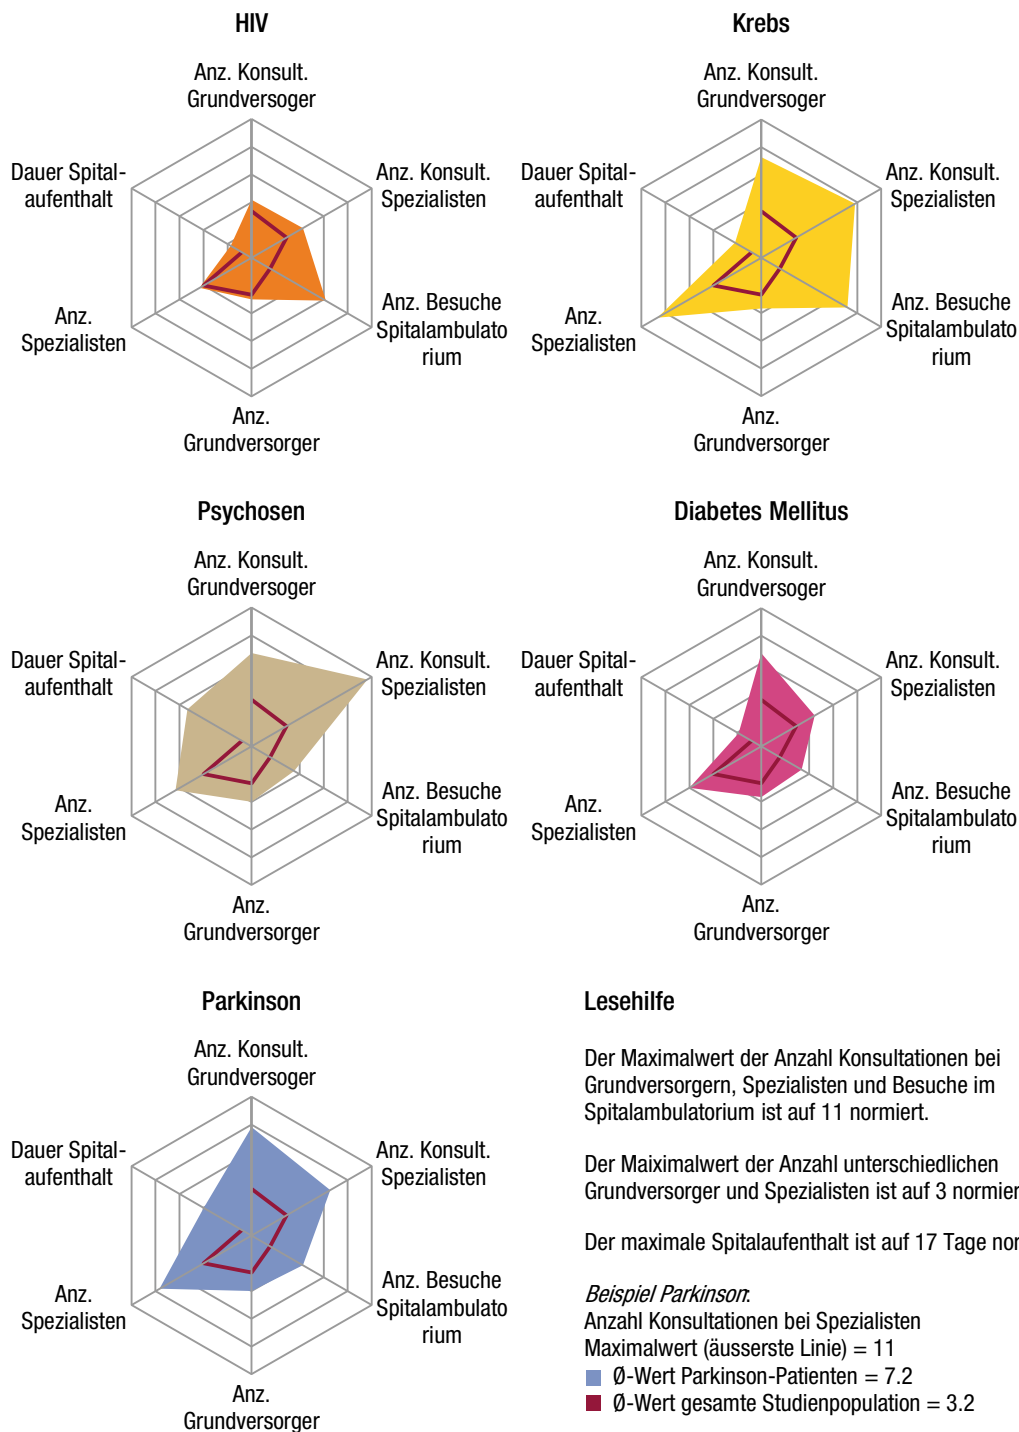 HIV
Anz. Konsult.
Grundversoger
Anz. Konsult.
Spezialisten
Anz. Besuche
Spitalambulato
rium
Anz.
Grundversorger
Anz.
Spezialisten
Dauer Spital-
aufenthalt
Krebs
Anz. Konsult.
Grundversoger
Anz. Konsult.
Spezialisten
Anz. Besuche
Spitalambulato
rium
Anz.
Grundversorger
Anz.
Spezialisten
Dauer Spital-
aufenthalt
Psychosen
Anz. Konsult.
Grundversoger
Anz. Konsult.
Spezialisten
Anz. Besuche
Spitalambulato
rium
Anz.
Grundversorger
Anz.
Spezialisten
Dauer Spital-
aufenthalt
Diabetes Mellitus
Anz. Konsult.
Grundversoger
Anz. Konsult.
Spezialisten
Anz. Besuche
Spitalambulato
rium
Anz.
Grundversorger
Anz.
Spezialisten
Dauer Spital-
aufenthalt
Parkinson
Anz. Konsult.
Grundversoger
Anz. Konsult.
Spezialisten
Anz. Besuche
Spitalambulato
rium
Anz.
Grundversorger
Anz.
Spezialisten
Dauer Spital-
aufenthalt
Lesehilfe
Der Maximalwert der Anzahl Konsultationen bei
Grundversorgern, Spezialisten und Besuche im
Spitalambulatorium ist auf 11 normiert.
Der Maiximalwert der Anzahl unterschiedlichen
Grundversorger und Spezialisten ist auf 3 normier
Der maximale Spitalaufenthalt ist auf 17 Tage nor
Beispiel Parkinson:
Anzahl Konsultationen bei Spezialisten
Maximalwert (äusserste Linie) = 11
Ø-Wert Parkinson-Patienten = 7.2
Ø-Wert gesamte Studienpopulation = 3.2